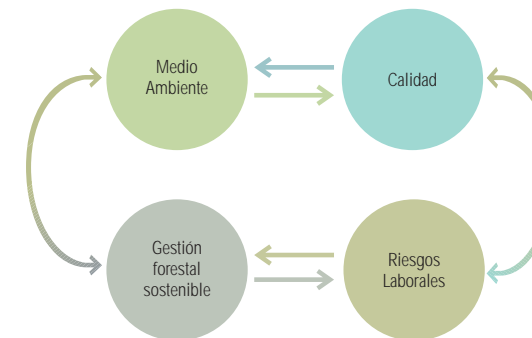 Medio
Ambiente
Calidad
Gestión
forestal
sostenible
Riesgos
Laborales